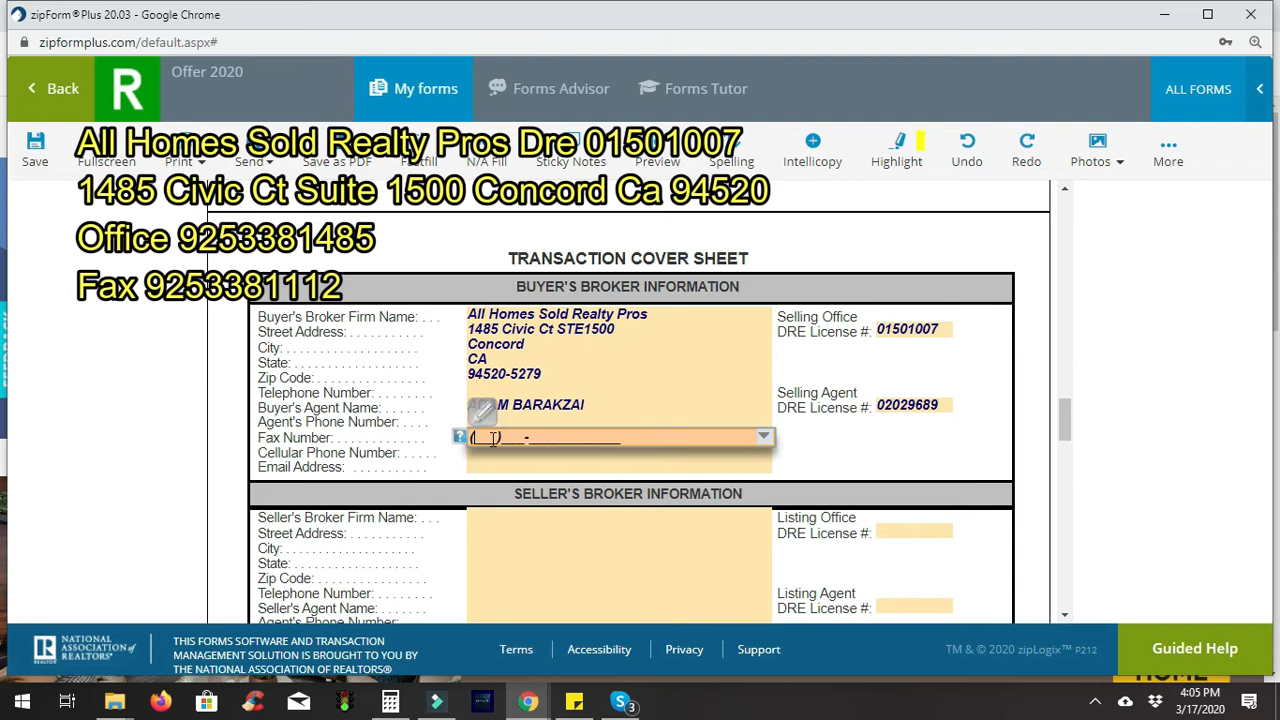 zipForm®Plus 20.03 - Google Chrome
zipformplus.com/default.aspx#
Back
R
Offer 2020
My forms
Forms Advisor
Forms Tutor
ALL FORMS
Save
Fullscreen
Print
Send
Save as PDF
Fastfill
N/A Fill
Sticky Notes
Preview
Spelling
Intellicopy
Highlight
Undo
Redo
Photos
More
All Homes Sold Realty Pros Dre 01501007
1485 Civic Ct Suite 1500 Concord Ca 94520
Office 9253381485
Fax 9253381112
TRANSACTION COVER SHEET
BUYER'S BROKER INFORMATION
Buyer's Broker Firm Name: . . . All Homes Sold Realty Pros
Street Address: . . . . . . . . . . . 1485 Civic Ct STE1500
City: . . . . . . . . . . . . . . . . . . . Concord
State: . . . . . . . . . . . . . . . . . . CA
Zip Code: . . . . . . . . . . . . . . . 94520-5279
Telephone Number: . . . . . . .
Buyer's Agent Name: . . . . . . M BARAKZAI
Agent's Phone Number: . . . .
Fax Number: . . . . . . . . . . . . (___)___-____________
Cellular Phone Number: . . . .
Email Address: . . . . . . . . . . .
Selling Office
DRE License #: 01501007
Selling Agent
DRE License #: 02029689
SELLER'S BROKER INFORMATION
Seller's Broker Firm Name: . . .
Street Address: . . . . . . . . . . .
City: . . . . . . . . . . . . . . . . . . .
State: . . . . . . . . . . . . . . . . . .
Zip Code: . . . . . . . . . . . . . . .
Telephone Number: . . . . . . .
Seller's Agent Name: . . . . . .
Agent's Phone Number: . . . .
Listing Office
DRE License #:
Listing Agent
DRE License #:
NATIONAL
ASSOCIATION of
REALTORS®
THIS FORMS SOFTWARE AND TRANSACTION
MANAGEMENT SOLUTION IS BROUGHT TO YOU BY
THE NATIONAL ASSOCIATION OF REALTORS®
Terms
Accessibility
Privacy
Support
TM & © 2020 zipLogix™ P212
Guided Help
3
4:05 PM
3/17/2020